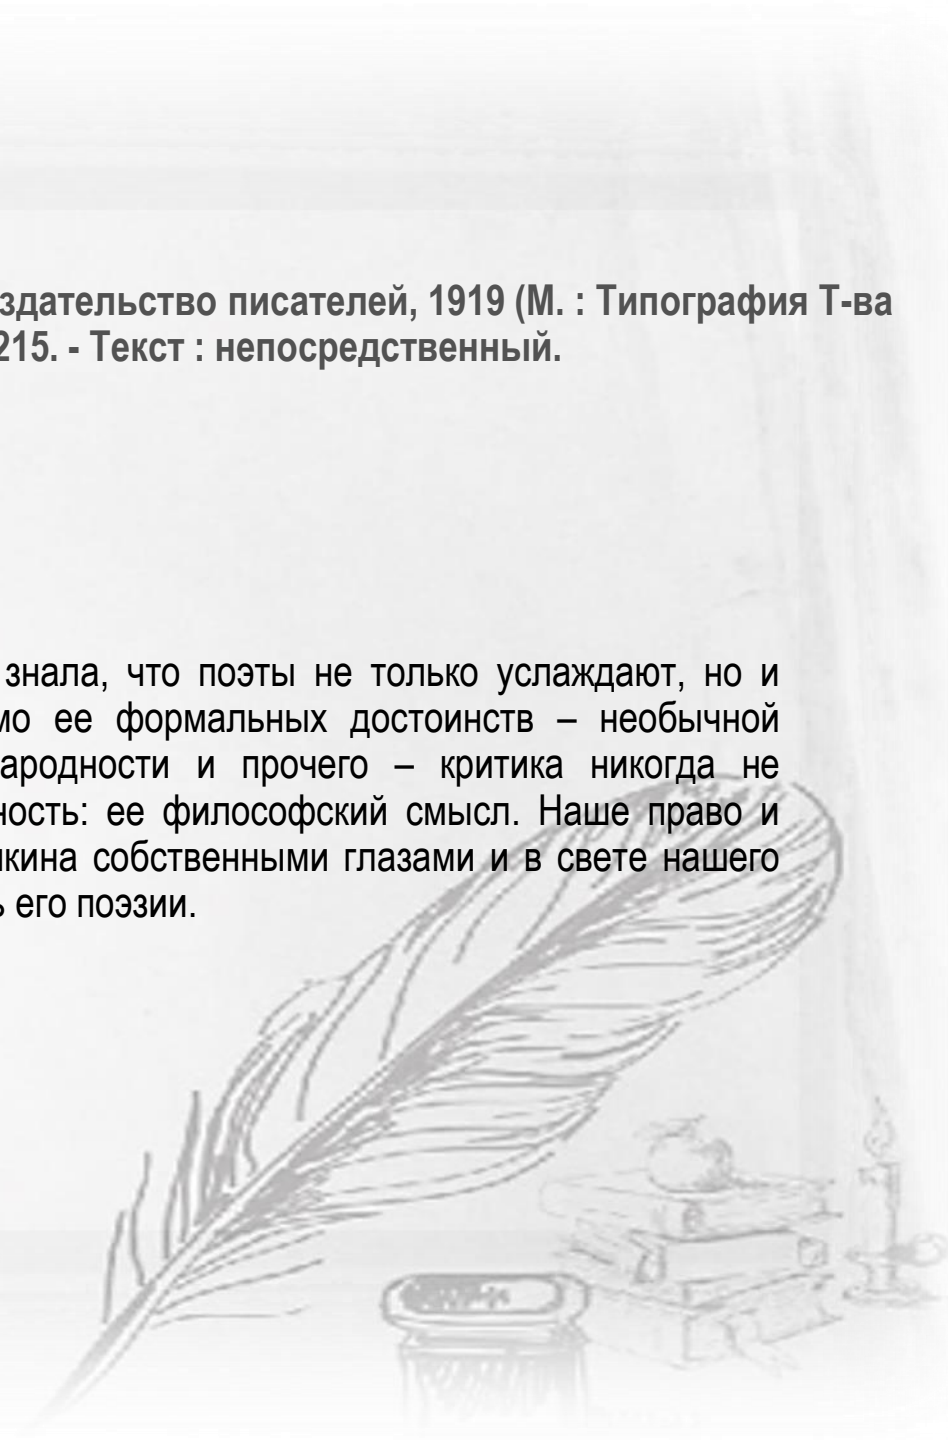 здательство писателей, 1919 (М. : Типография Т-ва
215. - Текст : непосредственный.
знала, что поэты не только услаждают, но и
мо ее формальных достоинств – необычной
ародности и прочего – критика никогда не
ность: ее философский смысл. Наше право и
кина собственными глазами и в свете нашего
ь его поэзии.